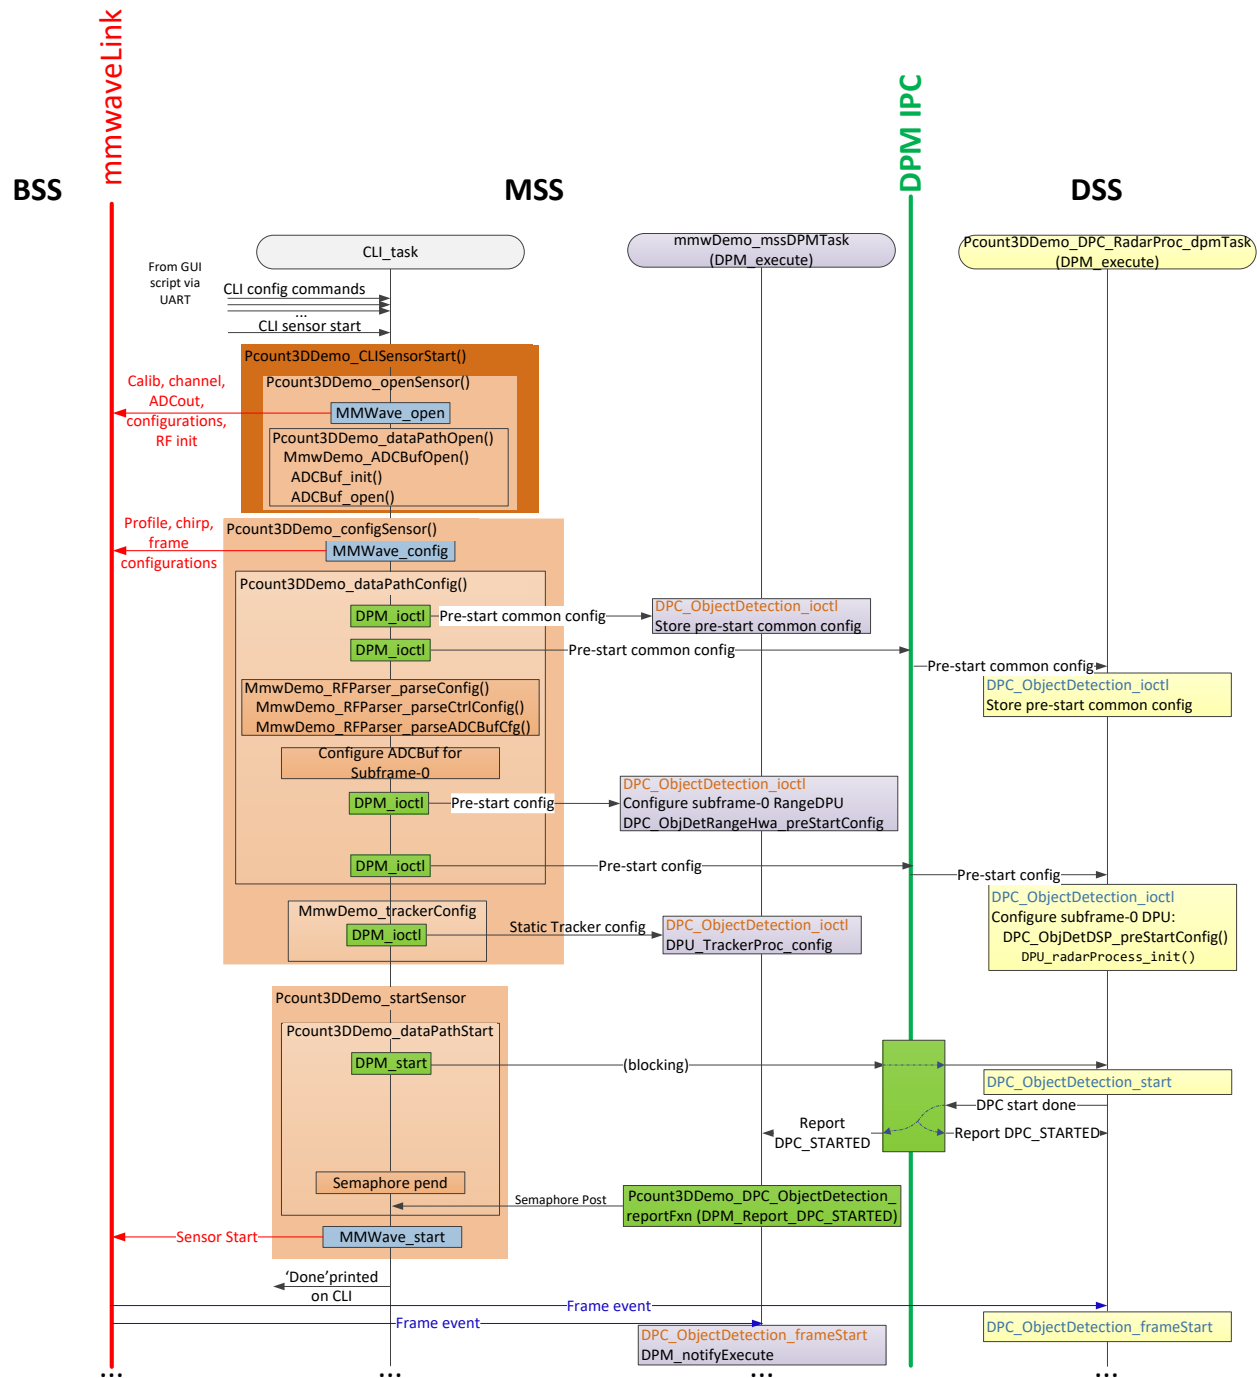 mmwaveLink
DPM IPC
BSS
MSS
DSS
CLI_task
mmwDemo_mssDPMTask
(DPM_execute)
Pcount3DDemo_DPC_RadarProc_dpmTask
(DPM_execute)
From GUI
script via
UART
CLI config commands
...
CLI sensor start
Pcount3DDemo_CLISensorStart()
Pcount3DDemo_openSensor()
Calib, channel,
ADCout,
configurations,
RF init
MMWave_open
Pcount3DDemo_dataPathOpen()
MmwDemo_ADCBufOpen()
ADCBuf_init()
ADCBuf_open()
Profile, chirp,
frame
configurations
Pcount3DDemo_configSensor()
MMWave_config
Pcount3DDemo_dataPathConfig()
DPM_ioctl
Pre-start common config
DPC_ObjectDetection_ioctl
Store pre-start common config
DPM_ioctl
Pre-start common config
Pre-start common config
DPC_ObjectDetection_ioctl
Store pre-start common config
MmwDemo_RFParser_parseConfig()
MmwDemo_RFParser_parseCtrlConfig()
MmwDemo_RFParser_parseADCBufCfg()
Configure ADCBuf for
Subframe-0
DPM_ioctl
Pre-start config
DPC_ObjectDetection_ioctl
Configure subframe-0 RangeDPU
DPC_ObjDetRangeHwa_preStartConfig
DPM_ioctl
Pre-start config
Pre-start config
DPC_ObjectDetection_ioctl
Configure subframe-0 DPU:
DPC_ObjDetDSP_preStartConfig()
DPU_radarProcess_init()
MmwDemo_trackerConfig
DPM_ioctl
Static Tracker config
DPC_ObjectDetection_ioctl
DPU_TrackerProc_config
Pcount3DDemo_startSensor
Pcount3DDemo_dataPathStart
DPM_start
(blocking)
DPC_ObjectDetection_start
DPC start done
Report
DPC_STARTED
Report DPC_STARTED
Semaphore pend
Semaphore Post
Pcount3DDemo_DPC_ObjectDetection_
reportFxn (DPM_Report_DPC_STARTED)
Sensor Start
MMWave_start
‘Done’printed
on CLI
Frame event
Frame event
DPC_ObjectDetection_frameStart
DPM_notifyExecute
DPC_ObjectDetection_frameStart
... ... ... ... ...